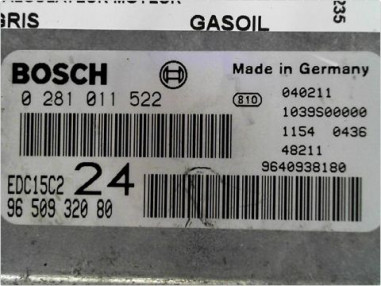 GRIS
GASOIL
235
BOSCH
Made in Germany
0 281 011 522
810
040211
1039S00000
1154 0436
48211
9640938180
EDC15C2 24
96 509 320 80